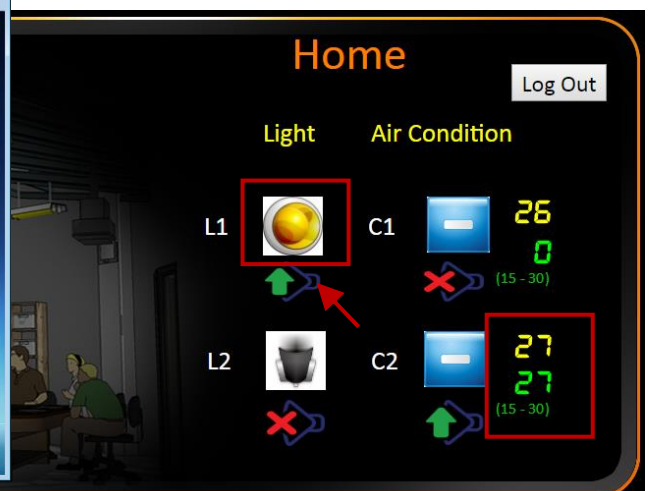 Home
Log Out
Light Air Condition
L1 C1 26
0
(15 - 30)
L2 C2 27
27
(15 - 30)